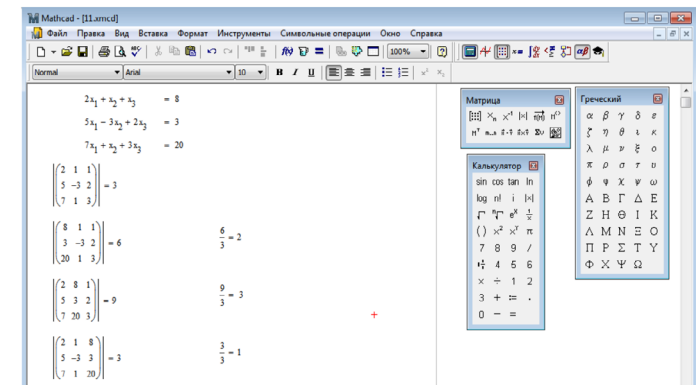 Mathcad - [11.xmcd]
Файл Правка Вид Вставка Формат Инструменты Символьные операции Окно Справка
100%
Normal Arial 10 B I U
2x₁ + x₂ + x₃ = 8
5x₁ − 3x₂ + 2x₃ = 3
7x₁ + x₂ + 3x₃ = 20
2 1 1
5 −3 2 = 3
7 1 3
8 1 1
3 −3 2 = 6
20 1 3
6/3 = 2
2 8 1
5 3 2 = 9
7 20 3
9/3 = 3
2 1 8
5 −3 3 = 3
7 1 20
3/3 = 1
Матрица
Калькулятор
sin cos tan ln
log n! i |×|
eˣ 1/x
( ) x² xʸ π
7 8 9 /
4 5 6
× ÷ 1 2
3 + := .
0 − =
Греческий
α β γ δ ε
ζ η θ ι κ
λ μ ν ξ ο
π ρ σ τ υ
ϕ φ χ ψ ω
Α Β Γ Δ Ε
Ζ Η Θ Ι Κ
Λ Μ Ν Ξ Ο
Π Ρ Σ Τ Υ
Φ Χ Ψ Ω